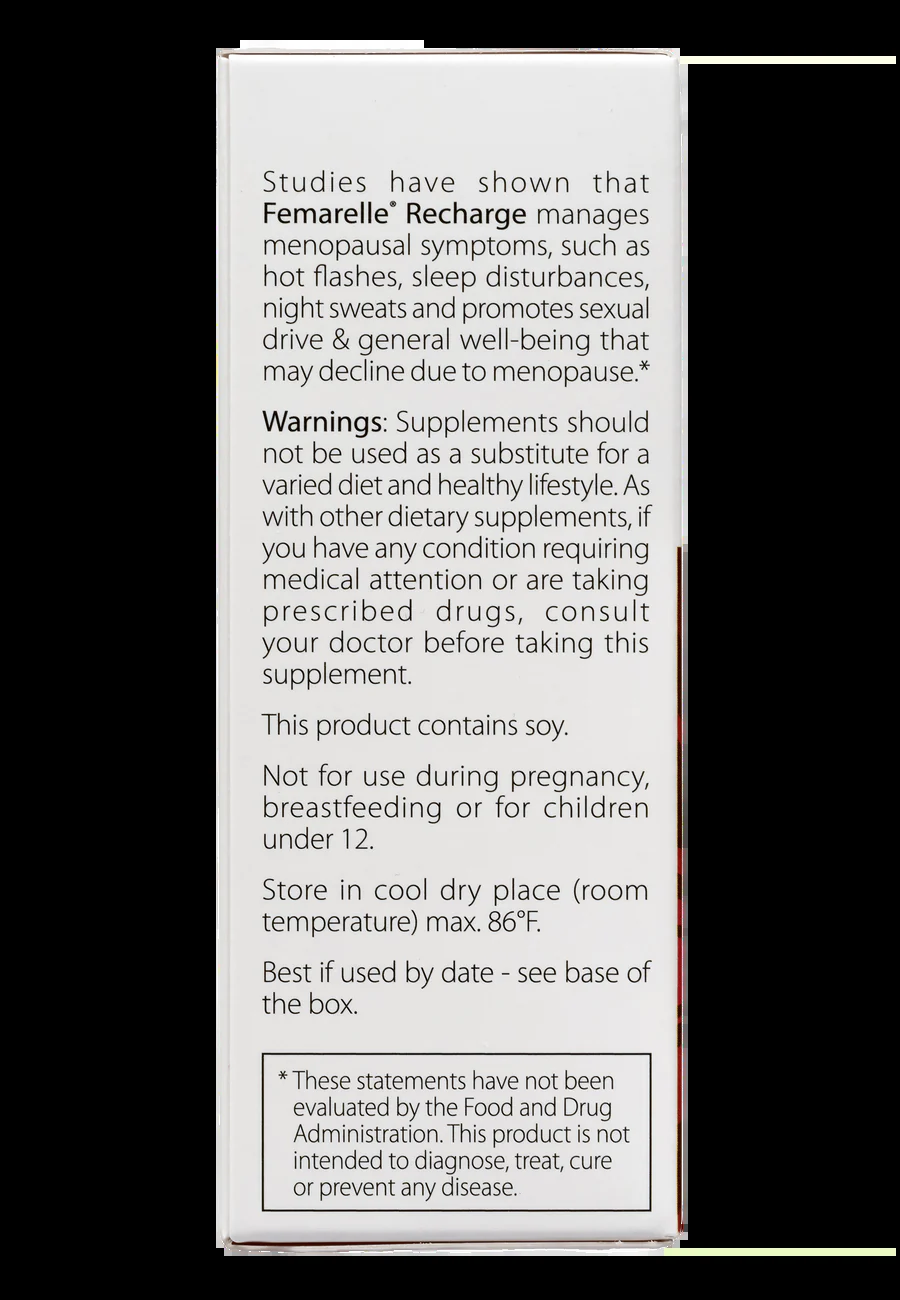 Studies have shown that
Femarelle® Recharge manages
menopausal symptoms, such as
hot flashes, sleep disturbances,
night sweats and promotes sexual
drive & general well-being that
may decline due to menopause.*
Warnings: Supplements should
not be used as a substitute for a
varied diet and healthy lifestyle. As
with other dietary supplements, if
you have any condition requiring
medical attention or are taking
prescribed drugs, consult
your doctor before taking this
supplement.
This product contains soy.
Not for use during pregnancy,
breastfeeding or for children
under 12.
Store in cool dry place (room
temperature) max. 86°F.
Best if used by date - see base of
the box.
* These statements have not been
evaluated by the Food and Drug
Administration. This product is not
intended to diagnose, treat, cure
or prevent any disease.